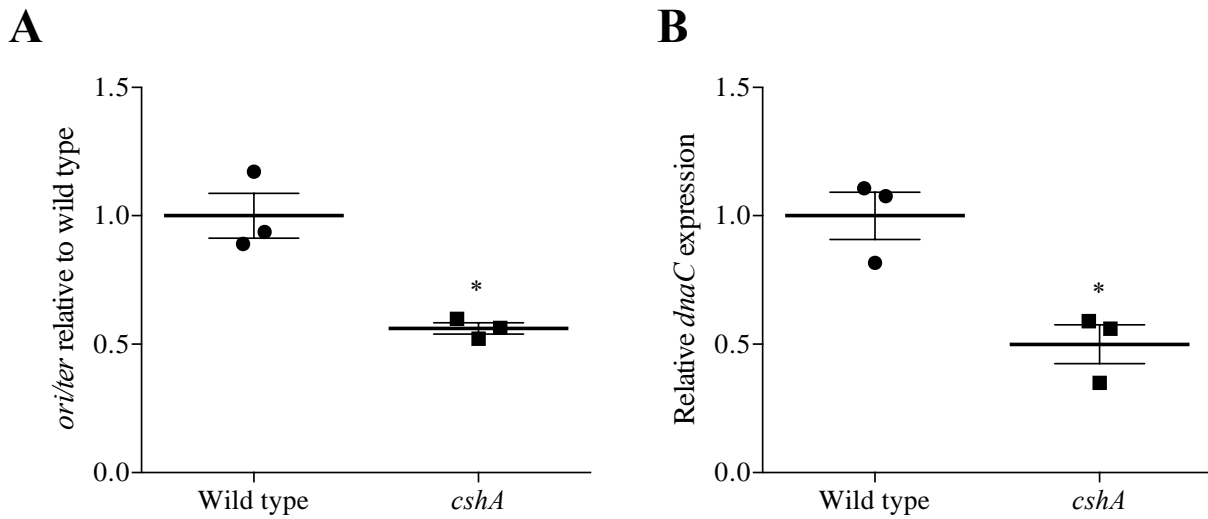 A
ori/ter relative to wild type
1.5
1.0
0.5
0.0
*
Wild type
cshA
B
Relative dnaC expression
1.5
1.0
0.5
0.0
*
Wild type
cshA